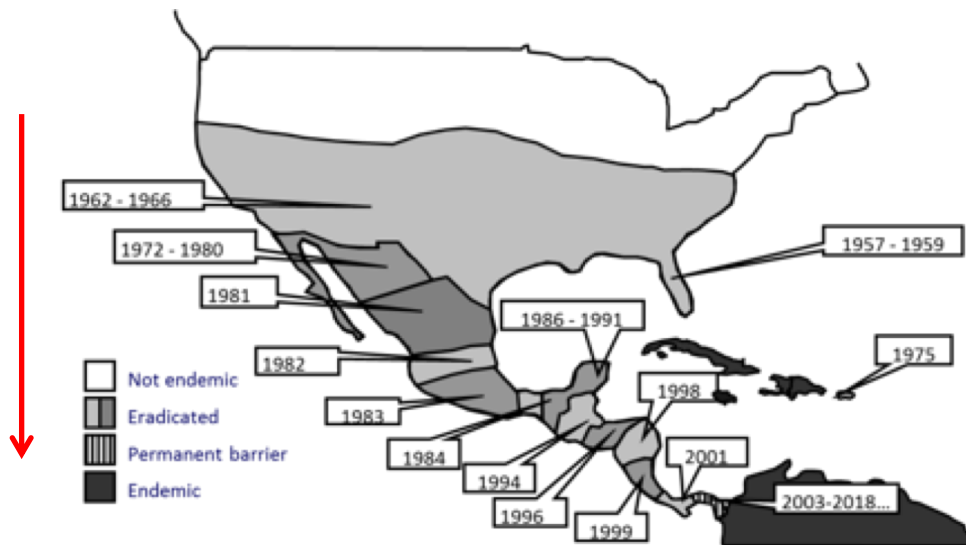 1962 - 1966
1957 - 1959
1972 - 1980
1981
1986 - 1991
1975
1982
1998
1983
1984
2001
1994
2003-2018...
1996
1999
Not endemic
Eradicated
Permanent barrier
Endemic